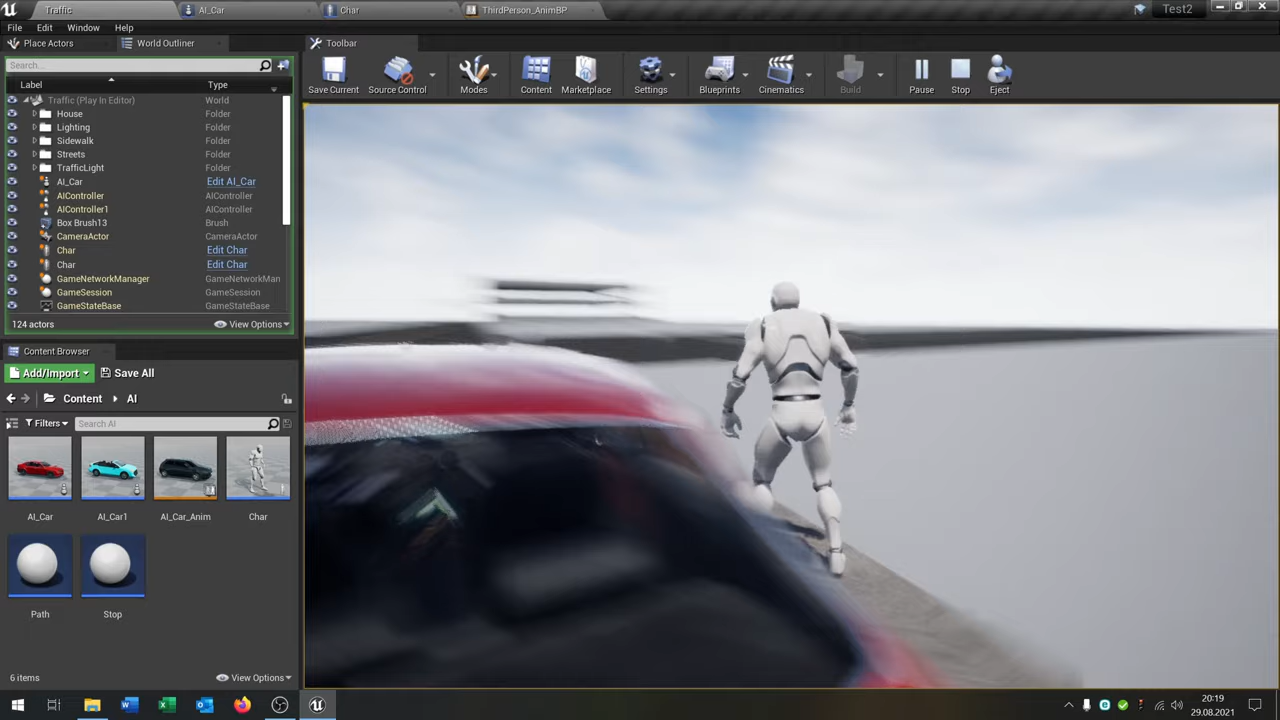 Traffic
AI_Car
Char
ThirdPerson_AnimBP
Test2
File Edit Window Help
Place Actors
World Outliner
Toolbar
Search...
Label Type
Traffic (Play In Editor) World
House Folder
Lighting Folder
Sidewalk Folder
Streets Folder
TrafficLight Folder
AI_Car Edit AI_Car
AIController AIController
AIController1 AIController
Box Brush13 Brush
CameraActor CameraActor
Char Edit Char
Char Edit Char
GameNetworkManager GameNetworkMan
GameSession GameSession
GameStateBase GameStateBase
124 actors
View Options
Save Current
Source Control
Modes
Content
Marketplace
Settings
Blueprints
Cinematics
Build
Pause
Stop
Eject
Content Browser
Add/Import
Save All
Content AI
Filters
Search AI
AI_Car
AI_Car1
AI_Car_Anim
Char
Path
Stop
6 items
View Options
20:19
29.08.2021